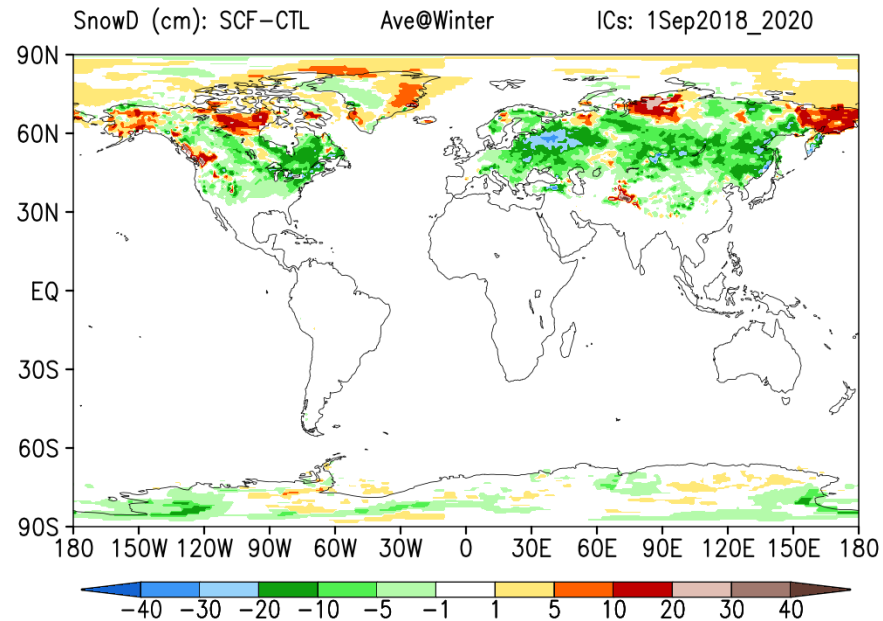 SnowD (cm): SCF-CTL Ave@Winter ICs: 1Sep2018_2020
90N
60N
30N
EQ
30S
60S
90S
180 150W 120W 90W 60W 30W 0 30E 60E 90E 120E 150E 180
-40 -30 -20 -10 -5 -1 1 5 10 20 30 40